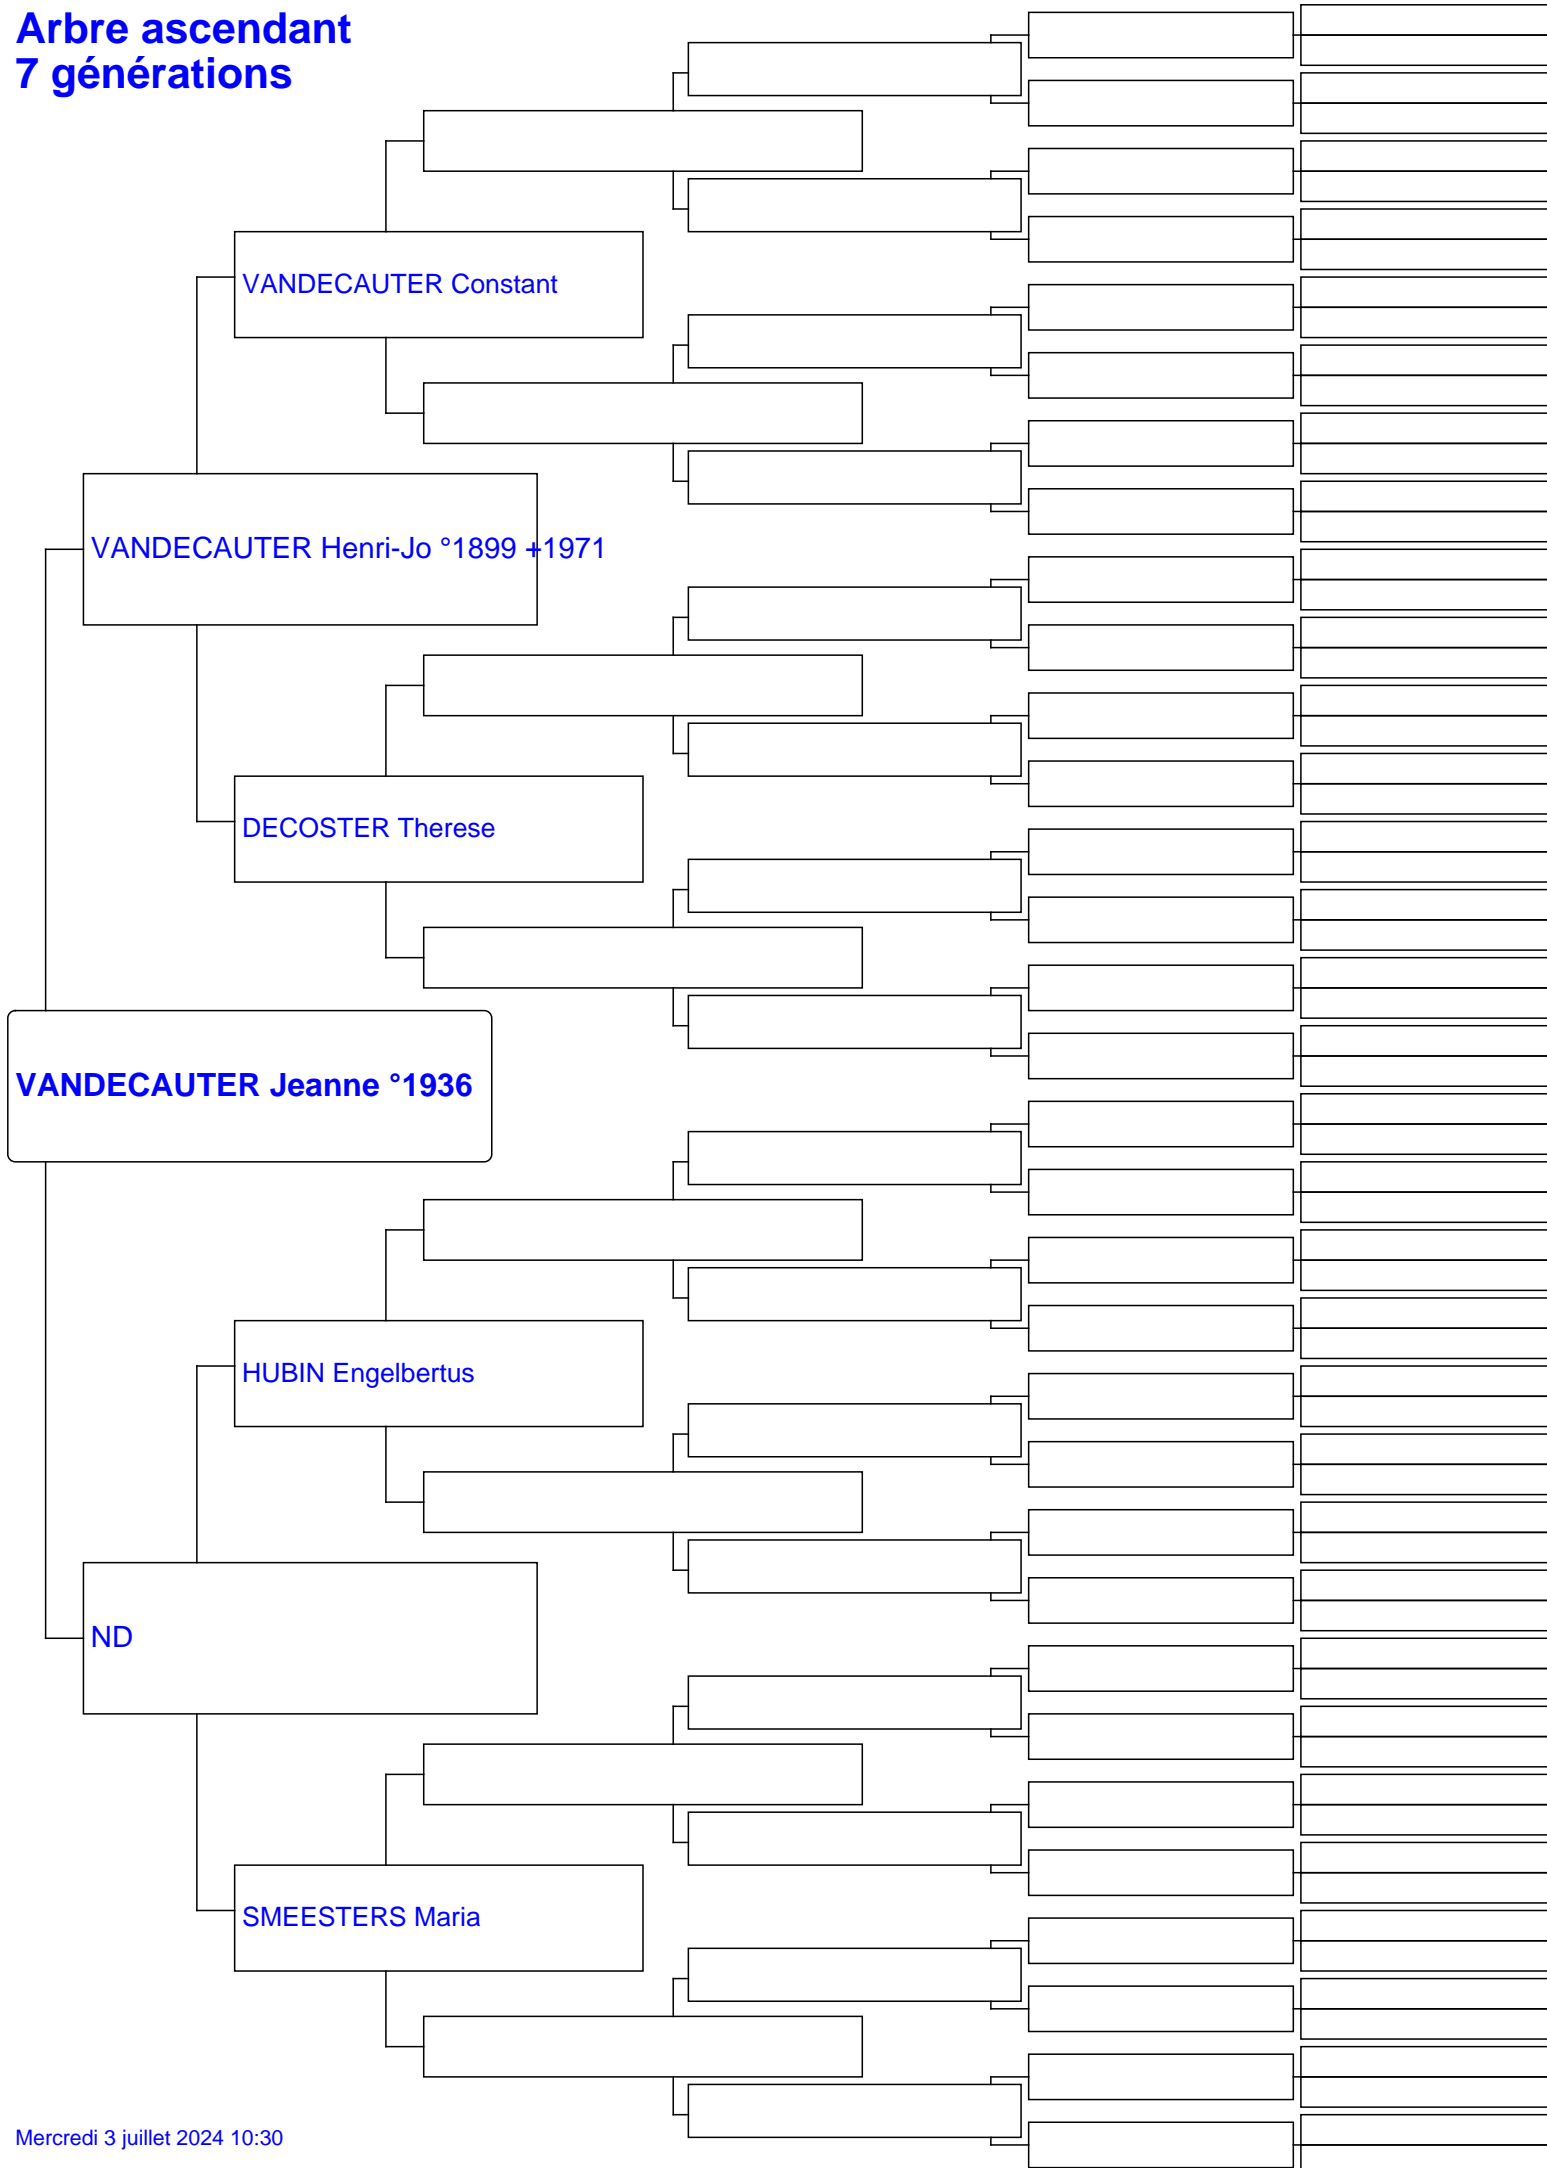 Arbre ascendant
7 générations
VANDECAUTER Constant
VANDECAUTER Henri-Jo °1899 +1971
DECOSTER Therese
VANDECAUTER Jeanne °1936
HUBIN Engelbertus
ND
SMEESTERS Maria
Mercredi 3 juillet 2024 10:30